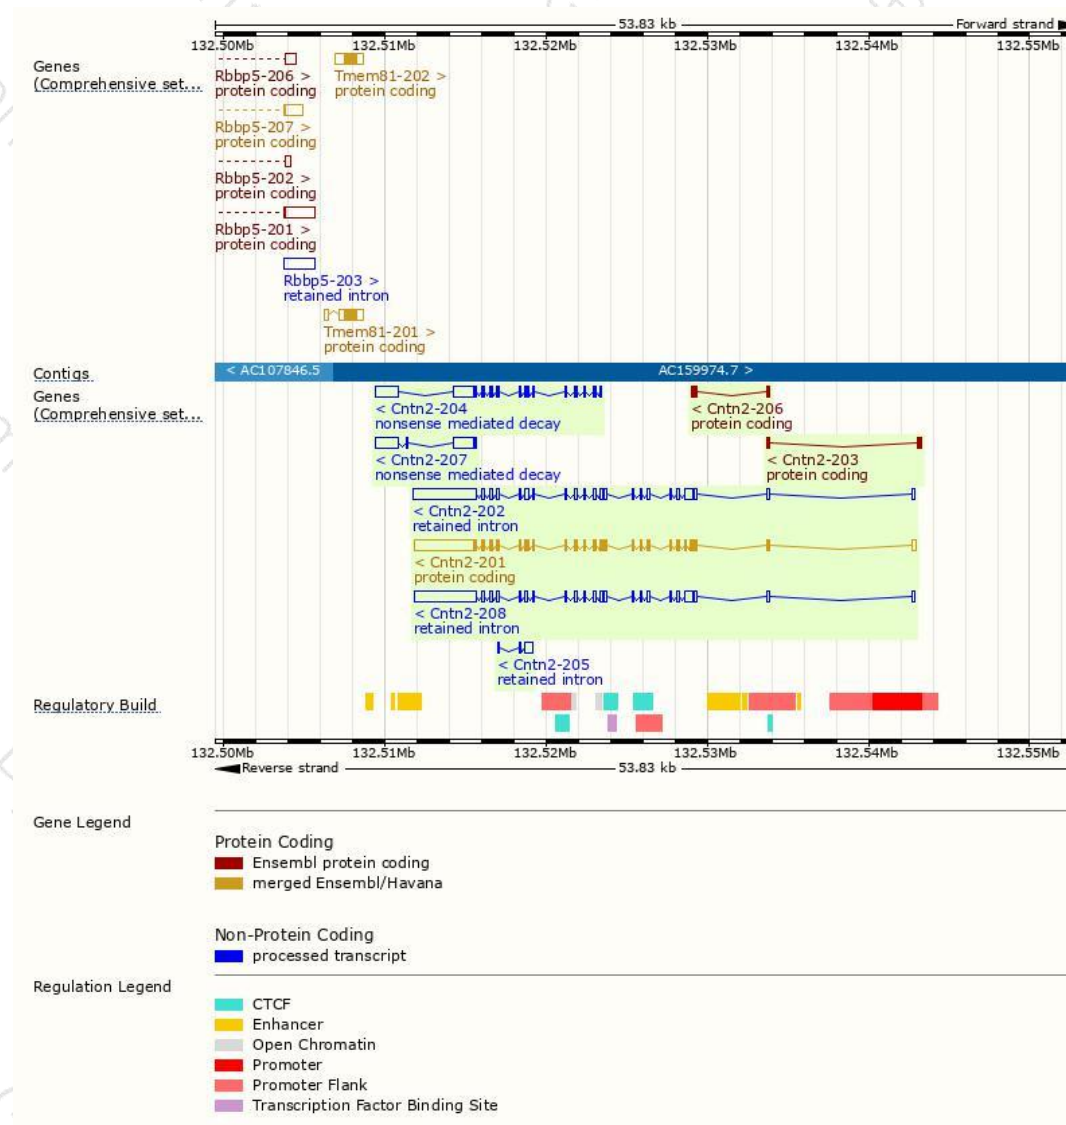 53.83 kb Forward strand
132.50Mb 132.51Mb 132.52Mb 132.53Mb 132.54Mb 132.55Mb
Genes
(Comprehensive set...
Rbbp5-206 > Tmem81-202 >
protein coding protein coding
Rbbp5-207 >
protein coding
Rbbp5-202 >
protein coding
Rbbp5-201 >
protein coding
Rbbp5-203 >
retained intron
Tmem81-201 >
protein coding
Contigs < AC107846.5 AC159974.7 >
Genes
(Comprehensive set...
< Cntn2-204 < Cntn2-206
nonsense mediated decay protein coding
< Cntn2-207 < Cntn2-203
nonsense mediated decay protein coding
< Cntn2-202
retained intron
< Cntn2-201
protein coding
< Cntn2-208
retained intron
< Cntn2-205
retained intron
Regulatory Build
132.50Mb 132.51Mb 132.52Mb 132.53Mb 132.54Mb 132.55Mb
Reverse strand 53.83 kb
Gene Legend
Protein Coding
Ensembl protein coding
merged Ensembl/Havana
Non-Protein Coding
processed transcript
Regulation Legend
CTCF
Enhancer
Open Chromatin
Promoter
Promoter Flank
Transcription Factor Binding Site